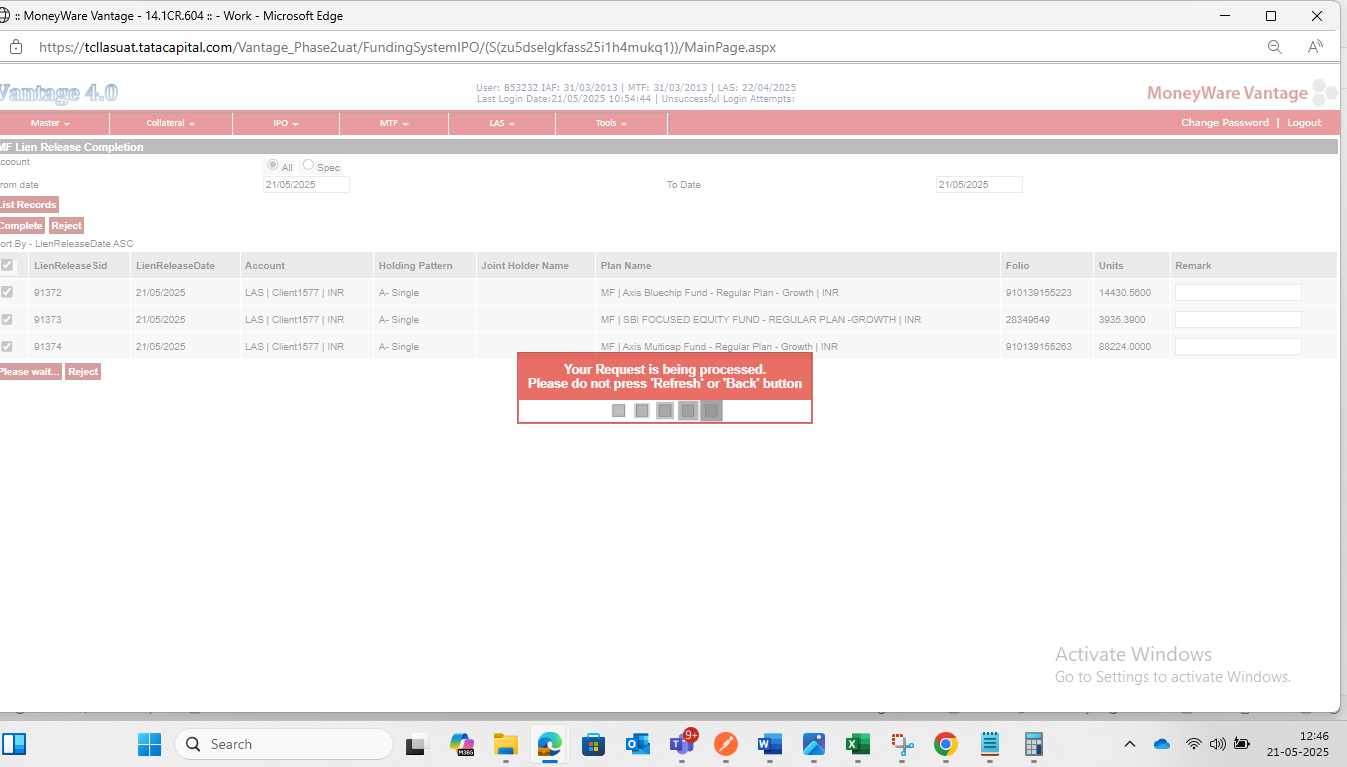 :: MoneyWare Vantage - 14.1CR.604 :: - Work - Microsoft Edge
https://tcllasuat.tatacapital.com/Vantage_Phase2uat/FundingSystemIPO/(S(zu5dselgkfass25i1h4mukq1))/MainPage.aspx
Vantage 4.0
User: 853232 IAF: 31/03/2013 | MTF: 31/03/2013 | LAS: 22/04/2025
Last Login Date:21/05/2025 10:54:44 | Unsuccessful Login Attempts:
MoneyWare Vantage
Master Collateral IPO MTF LAS Tools Change Password | Logout
MF Lien Release Completion
ccount All Spec
rom date 21/05/2025 To Date 21/05/2025
List Records
Complete Reject
ort By - LienReleaseDate ASC
LienReleaseSid LienReleaseDate Account Holding Pattern Joint Holder Name Plan Name Folio Units Remark
91372 21/05/2025 LAS | Client1577 | INR A- Single MF | Axis Bluechip Fund - Regular Plan - Growth | INR 910139155223 14430.5600
91373 21/05/2025 LAS | Client1577 | INR A- Single MF | SBI FOCUSED EQUITY FUND - REGULAR PLAN -GROWTH | INR 28349649 3935.3900
91374 21/05/2025 LAS | Client1577 | INR A- Single MF | Axis Multicap Fund - Regular Plan - Growth | INR 910139155263 88224.0000
Please wait... Reject
Your Request is being processed.
Please do not press 'Refresh' or 'Back' button
Activate Windows
Go to Settings to activate Windows.
Search
M365
9+
12:46
21-05-2025